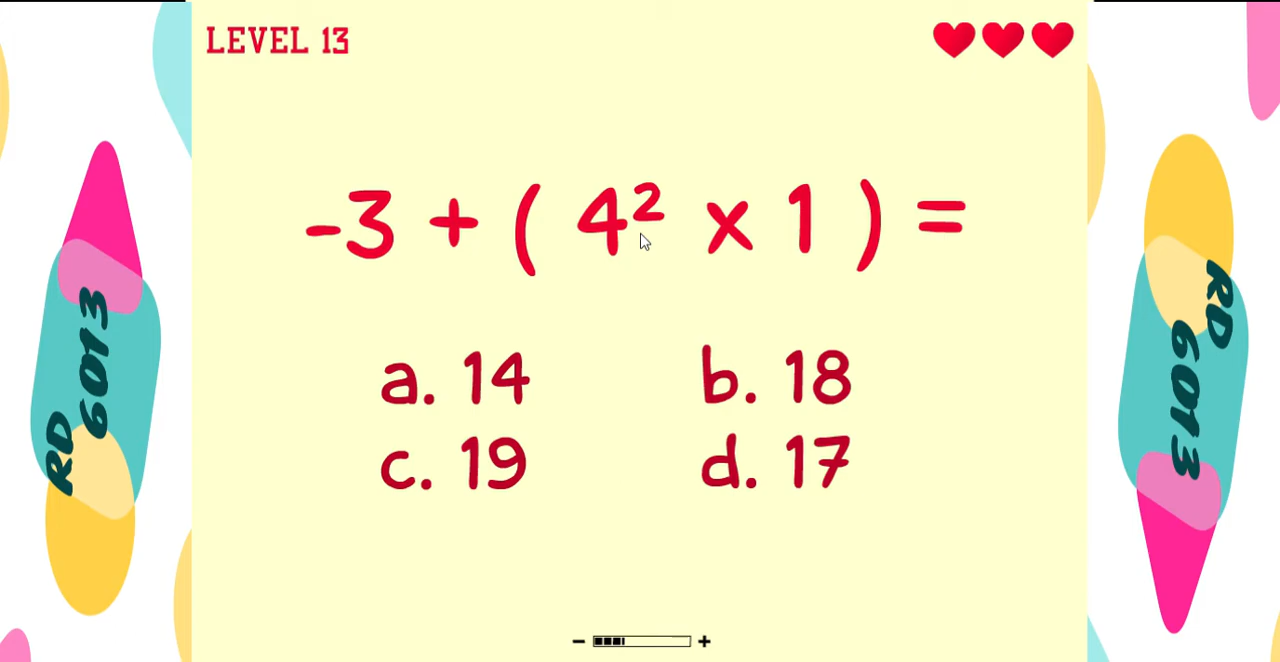 LEVEL 13
-3 + ( 4² x 1 ) =
a. 14 b. 18
c. 19 d. 17
RD 6013
RD 6013
- +